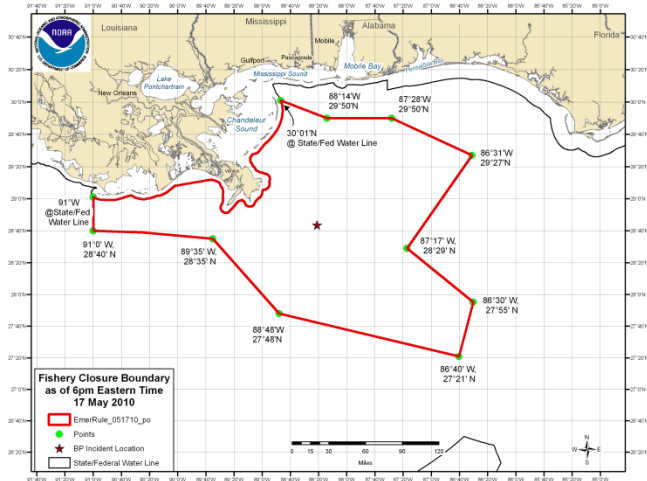 Louisiana
Mississippi
Alabama
Florida
NOAA
Mobile
Pascagoula
Gulfport
Mobile Bay
Mississippi Sound
Lake
Pontchartrain
New Orleans
Chandeleur
Sound
Venice
88°14'W
29°50'N
87°28'W
29°50'N
30°01'N
@ State/Fed Water Line
86°31'W
29°27'N
91°W
@State/Fed
Water Line
91°0' W,
28°40' N
89°35' W,
28°35' N
87°17' W,
28°29' N
86°30' W,
27°55' N
88°48'W
27°48'N
86°40' W,
27°21' N
Fishery Closure Boundary
as of 6pm Eastern Time
17 May 2010
EmerRule_051710_po
Points
BP Incident Location
State/Federal Water Line
0 15 30 60 90 120
Miles
N
W E
S